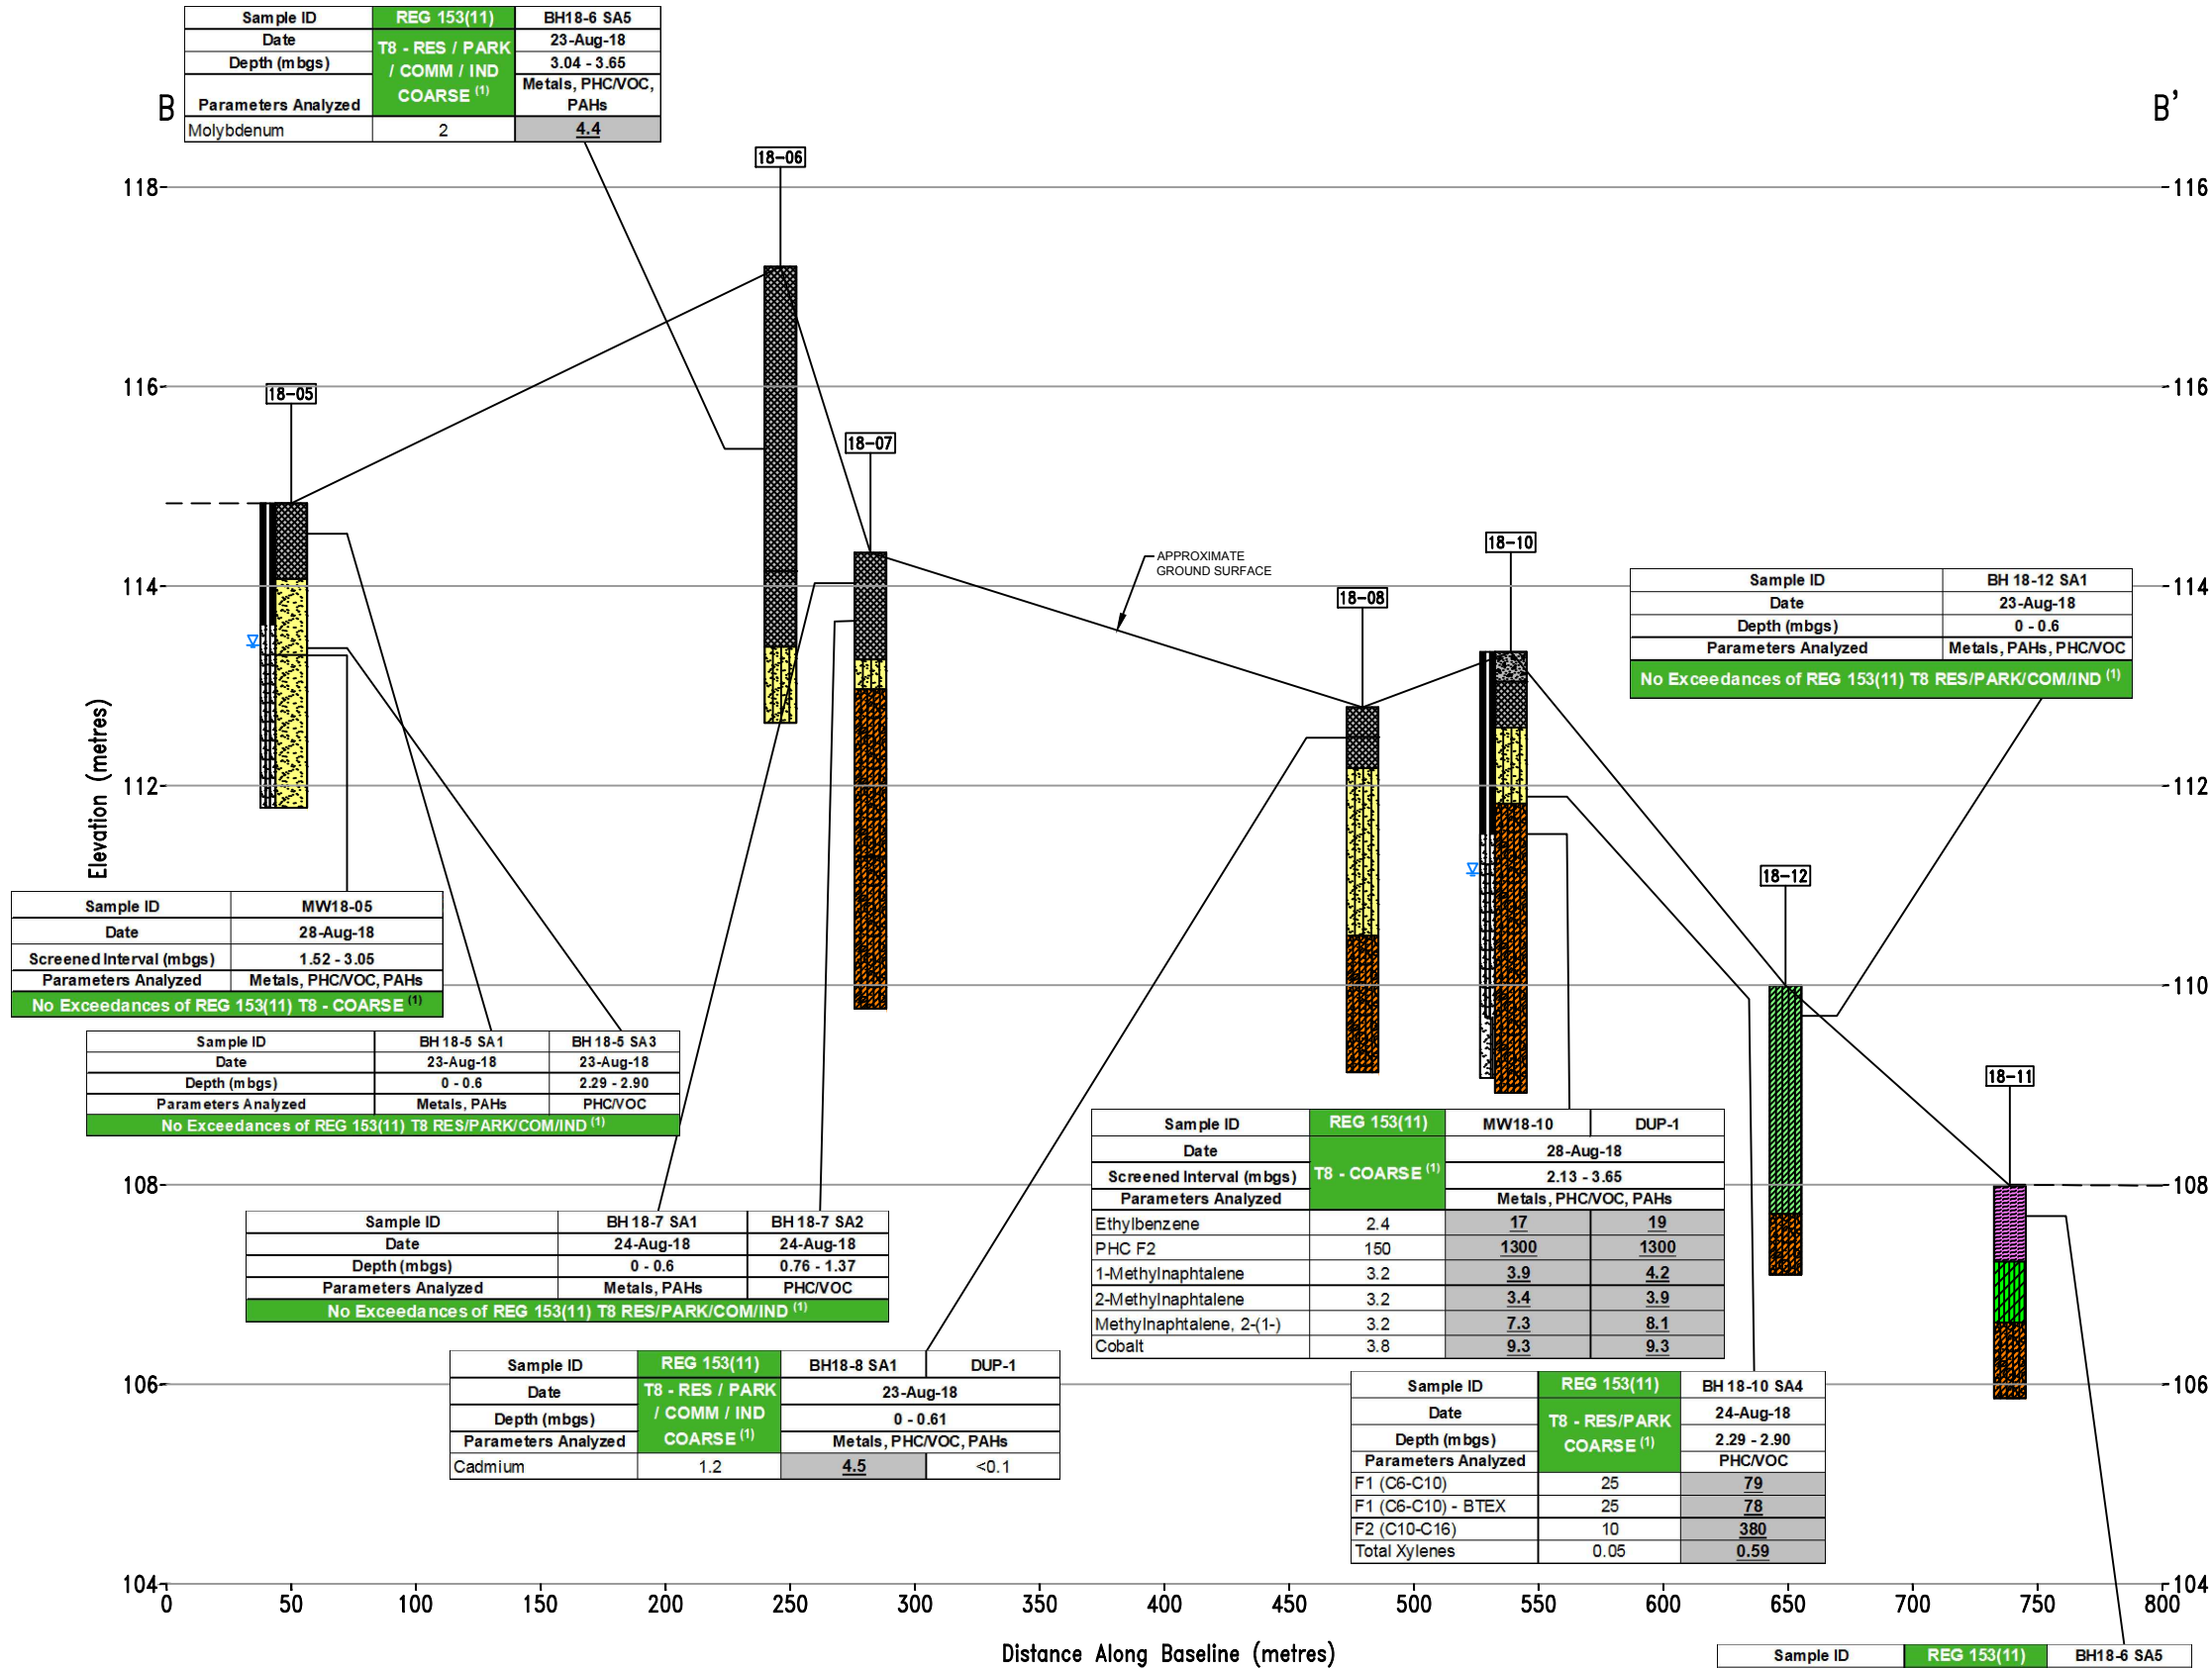 Sample ID REG 153(11) BH18-6 SA5
Date T8 - RES / PARK / COMM / IND COARSE (1) 23-Aug-18
Depth (mbgs) 3.04 - 3.65
Parameters Analyzed Metals, PHC/VOC, PAHs
Molybdenum 2 4.4
B B'
18-06
118 116
116 116
18-05
18-07
APPROXIMATE
GROUND SURFACE
18-10
114 114
18-08
Sample ID BH 18-12 SA1
Date 23-Aug-18
Depth (mbgs) 0 - 0.6
Parameters Analyzed Metals, PAHs, PHC/VOC
No Exceedances of REG 153(11) T8 RES/PARK/COM/IND (1)
Elevation (metres)
112 112
18-12
Sample ID MW18-05
Date 28-Aug-18
Screened Interval (mbgs) 1.52 - 3.05
Parameters Analyzed Metals, PHC/VOC, PAHs
No Exceedances of REG 153(11) T8 - COARSE (1)
110
Sample ID BH 18-5 SA1 BH 18-5 SA3
Date 23-Aug-18 23-Aug-18
Depth (mbgs) 0 - 0.6 2.29 - 2.90
Parameters Analyzed Metals, PAHs PHC/VOC
No Exceedances of REG 153(11) T8 RES/PARK/COM/IND (1)
18-11
Sample ID REG 153(11) MW18-10 DUP-1
Date T8 - COARSE (1) 28-Aug-18
Screened Interval (mbgs) 2.13 - 3.65
Parameters Analyzed Metals, PHC/VOC, PAHs
Ethylbenzene 2.4 17 19
PHC F2 150 1300 1300
1-Methylnaphtalene 3.2 3.9 4.2
2-Methylnaphtalene 3.2 3.4 3.9
Methylnaphtalene, 2-(1-) 3.2 7.3 8.1
Cobalt 3.8 9.3 9.3
108 108
Sample ID BH 18-7 SA1 BH 18-7 SA2
Date 24-Aug-18 24-Aug-18
Depth (mbgs) 0 - 0.6 0.76 - 1.37
Parameters Analyzed Metals, PAHs PHC/VOC
No Exceedances of REG 153(11) T8 RES/PARK/COM/IND (1)
Sample ID REG 153(11) BH18-8 SA1 DUP-1
Date T8 - RES / PARK / COMM / IND COARSE (1) 23-Aug-18
Depth (mbgs) 0 - 0.61
Parameters Analyzed Metals, PHC/VOC, PAHs
Cadmium 1.2 4.5 <0.1
106 106
Sample ID REG 153(11) BH 18-10 SA4
Date T8 - RES/PARK COARSE (1) 24-Aug-18
Depth (mbgs) 2.29 - 2.90
Parameters Analyzed PHC/VOC
F1 (C6-C10) 25 79
F1 (C6-C10) - BTEX 25 78
F2 (C10-C16) 10 380
Total Xylenes 0.05 0.59
104 104
0 50 100 150 200 250 300 350 400 450 500 550 600 650 700 750 800
Distance Along Baseline (metres)
Sample ID REG 153(11) BH18-6 SA5